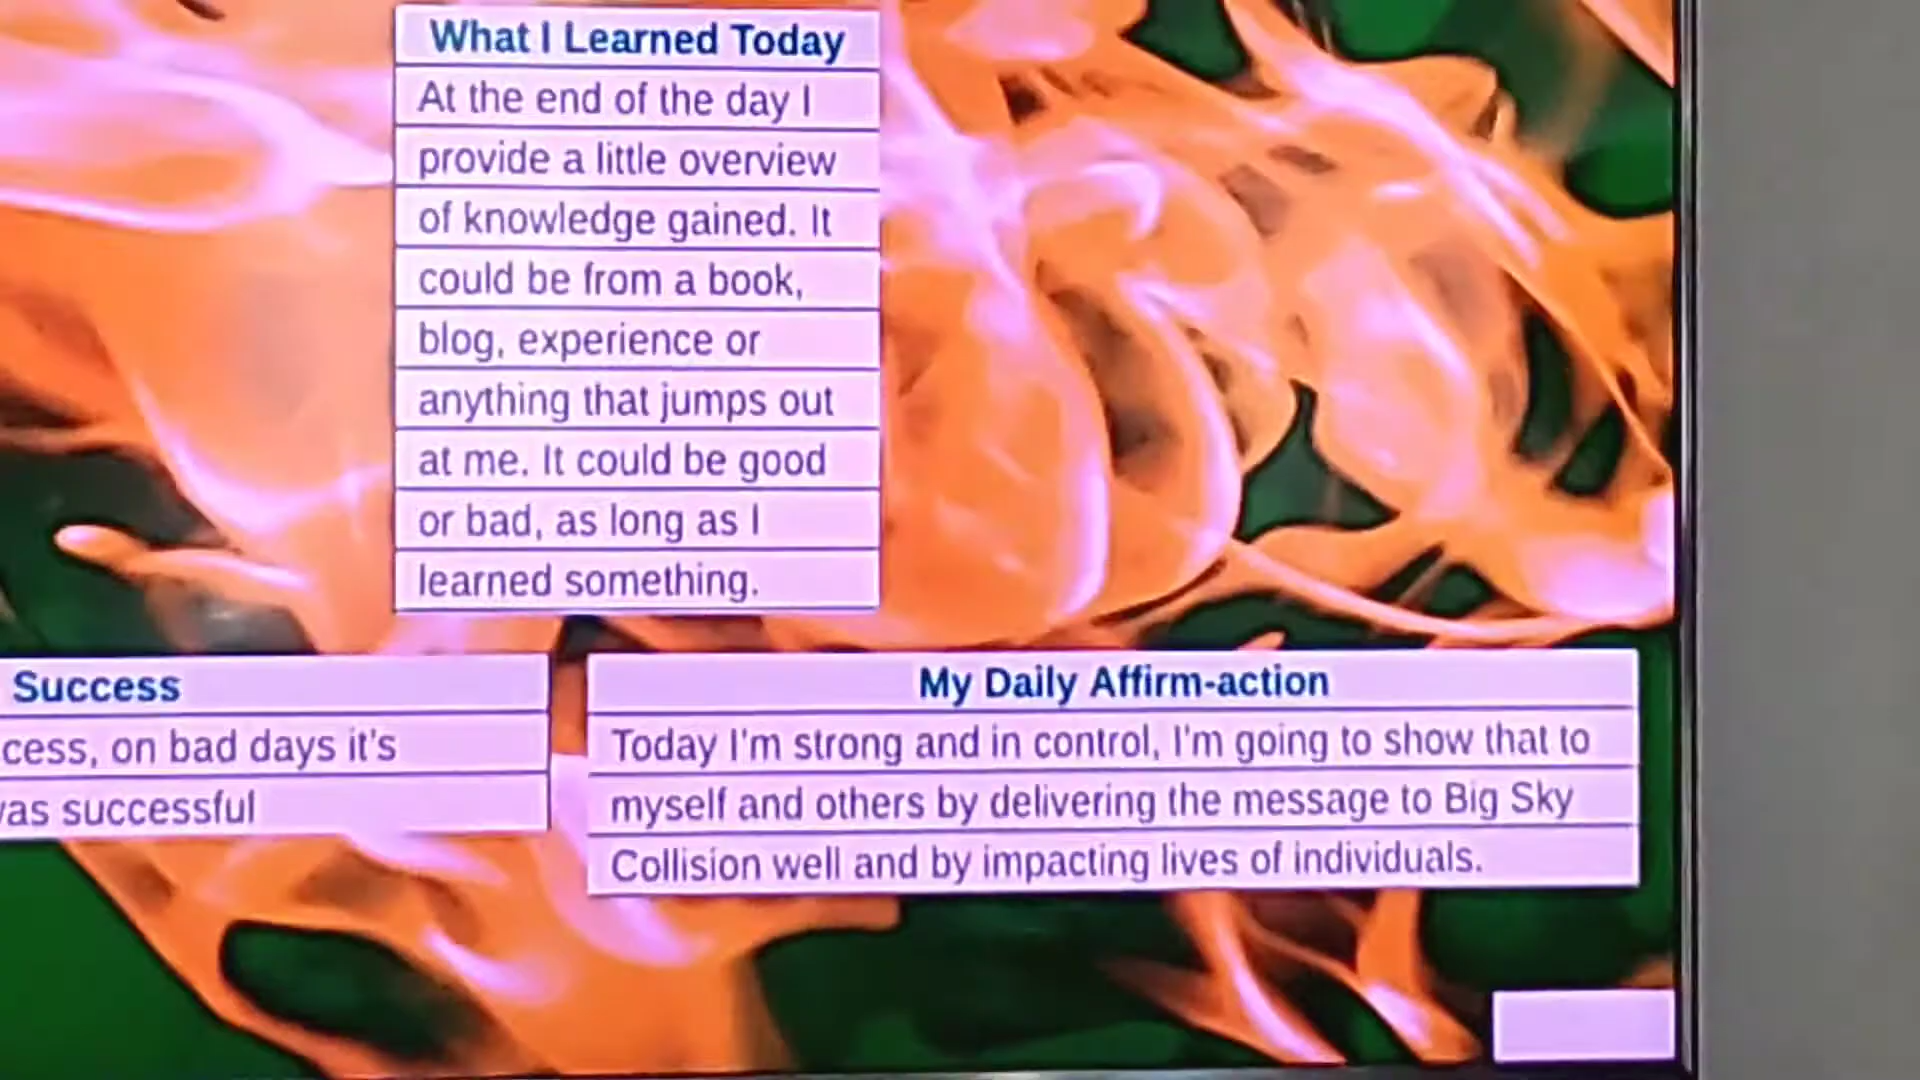 What I Learned Today
At the end of the day I
provide a little overview
of knowledge gained. It
could be from a book,
blog, experience or
anything that jumps out
at me. It could be good
or bad, as long as I
learned something.
Success
cess, on bad days it's
was successful
My Daily Affirm-action
Today I'm strong and in control, I'm going to show that to
myself and others by delivering the message to Big Sky
Collision well and by impacting lives of individuals.